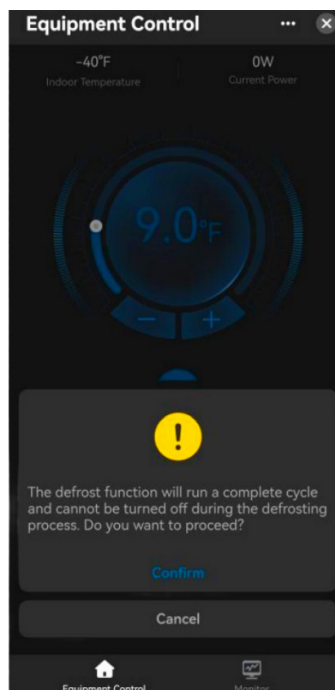 Equipment Control
-40°F 0W
Indoor Temperature Current Power
9.0°F
The defrost function will run a complete cycle
and cannot be turned off during the defrosting
process. Do you want to proceed?
Confirm
Cancel
Equipment Control Monitor